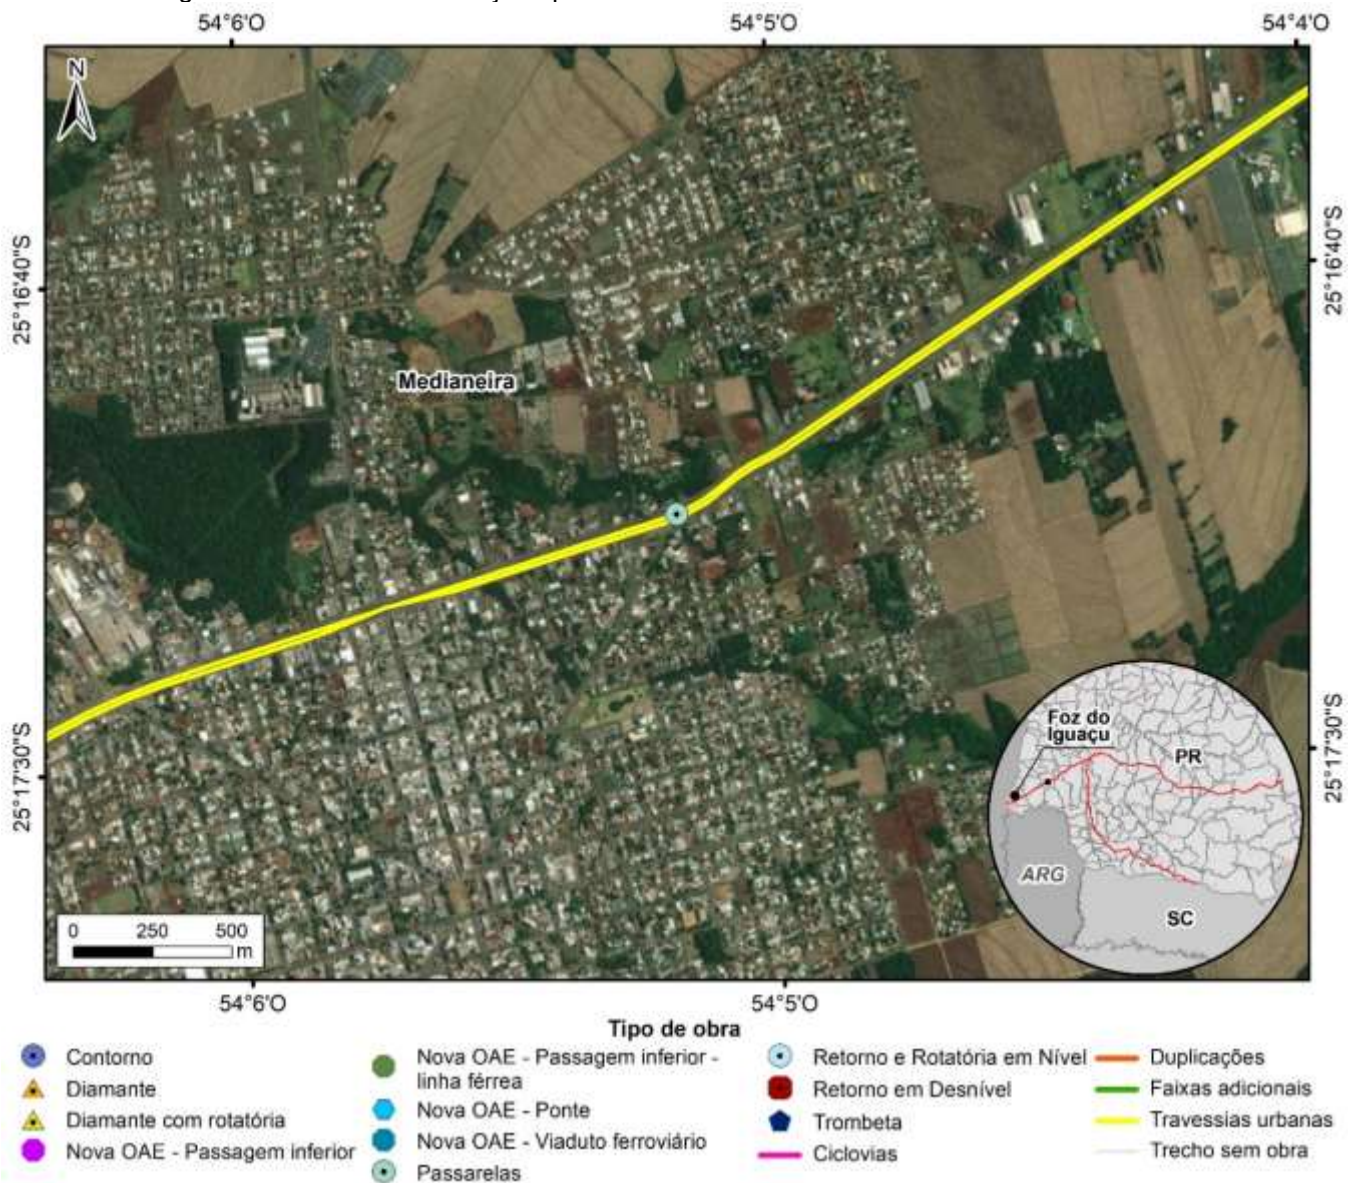 54°6'O 54°5'O 54°4'O
N
25°16'40"S
25°16'40"S
Medianeira
25°17'30"S
25°17'30"S
Foz do
Iguaçu
PR
ARG
SC
0 250 500
m
54°6'O 54°5'O
Tipo de obra
Contorno
Diamante
Diamante com rotatória
Nova OAE - Passagem inferior
Nova OAE - Passagem inferior -
linha férrea
Nova OAE - Ponte
Nova OAE - Viaduto ferroviário
Passarelas
Retorno e Rotatória em Nível
Retorno em Desnível
Trombeta
Ciclovias
Duplicações
Faixas adicionais
Travessias urbanas
Trecho sem obra